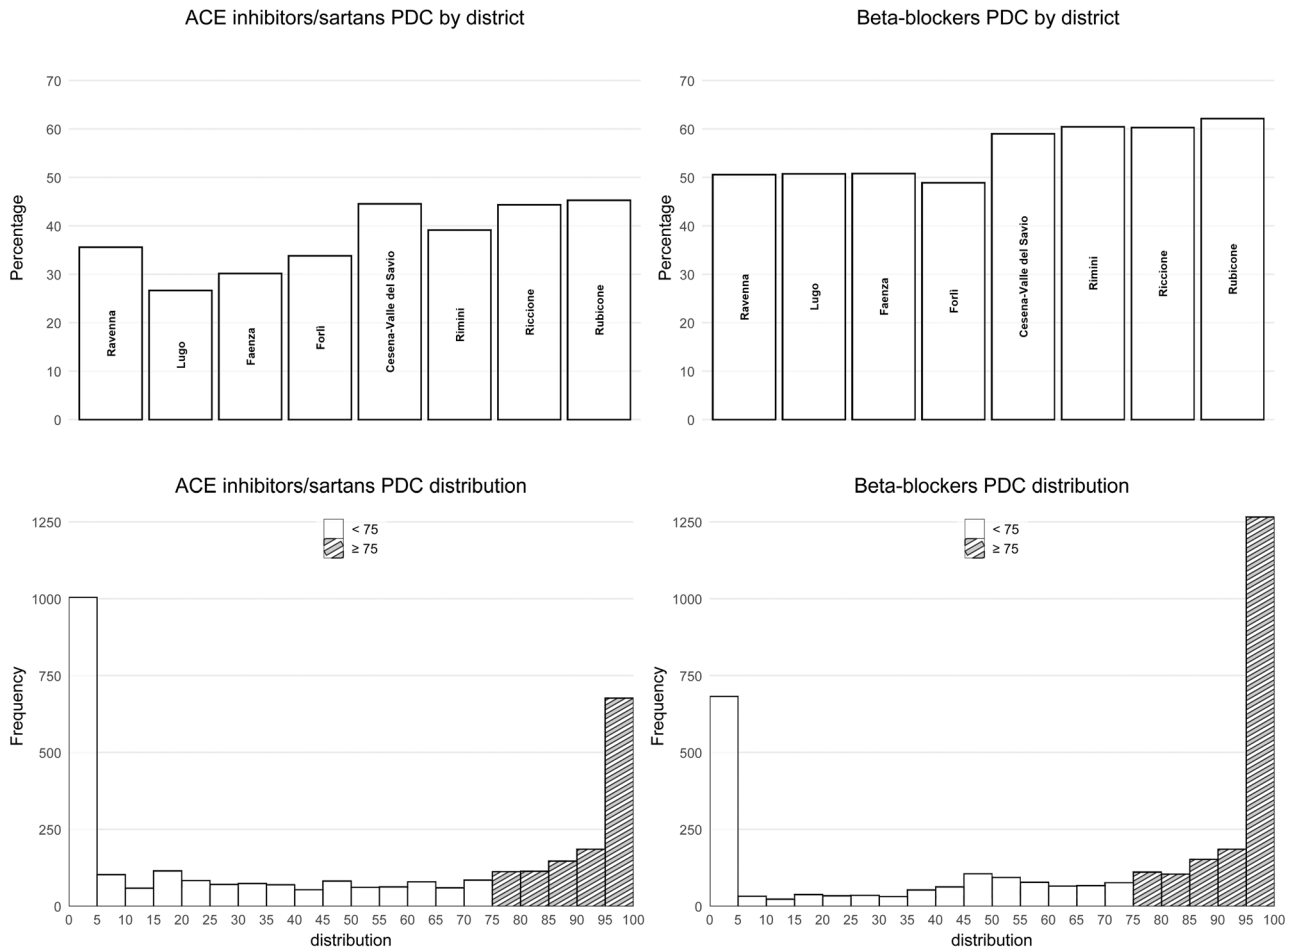 ACE inhibitors/sartans PDC by district
Percentage
70
60
50
40
30
20
10
0
Ravenna
Lugo
Faenza
Forlì
Cesena-Valle del Savio
Rimini
Riccione
Rubicone
Beta-blockers PDC by district
Percentage
70
60
50
40
30
20
10
0
Ravenna
Lugo
Faenza
Forlì
Cesena-Valle del Savio
Rimini
Riccione
Rubicone
ACE inhibitors/sartans PDC distribution
< 75
≥ 75
Frequency
1250
1000
750
500
250
0
0 5 10 15 20 25 30 35 40 45 50 55 60 65 70 75 80 85 90 95 100
distribution
Beta-blockers PDC distribution
< 75
≥ 75
Frequency
1250
1000
750
500
250
0
0 5 10 15 20 25 30 35 40 45 50 55 60 65 70 75 80 85 90 95 100
distribution